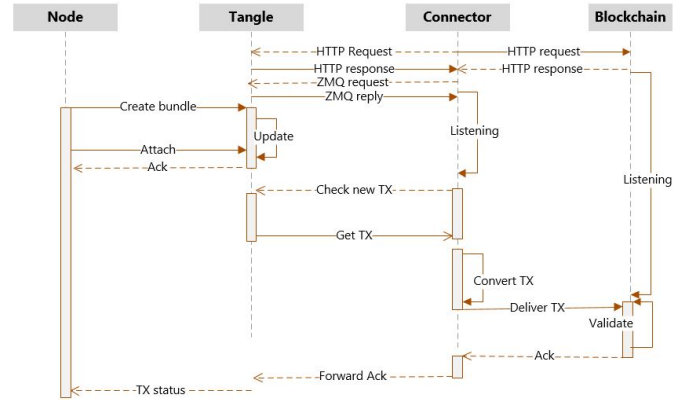 Node
Tangle
Connector
Blockchain
HTTP Request
HTTP request
HTTP response
HTTP response
ZMQ request
ZMQ reply
Create bundle
Update
Listening
Attach
Ack
Listening
Check new TX
Get TX
Convert TX
Deliver TX
Validate
Ack
Forward Ack
TX status